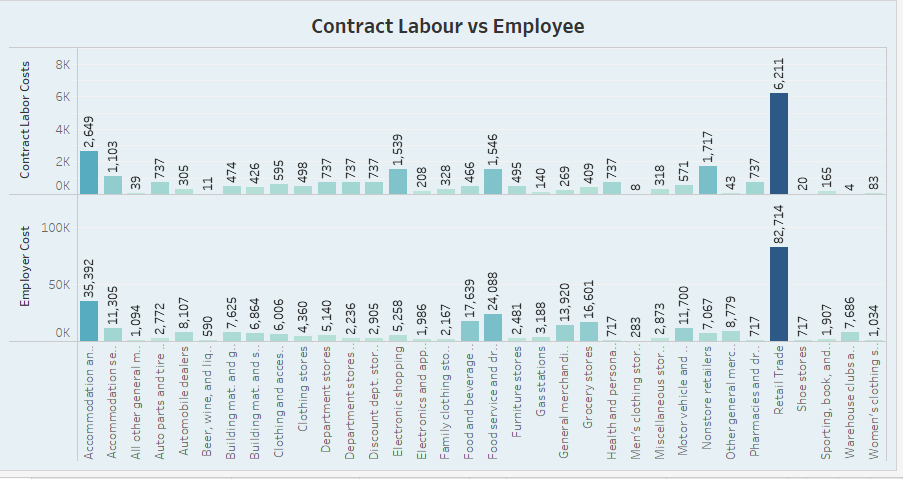 Contract Labour vs Employee
Contract Labor Costs
8K
6K
4K
2K
0K
2,649
1,103
39
737
305
11
474
426
595
498
737
737
737
1,539
208
328
466
1,546
495
140
269
409
737
8
318
571
1,717
43
737
6,211
20
165
4
83
Employer Cost
100K
50K
0K
35,392
11,305
1,094
2,772
8,107
590
7,625
6,864
6,006
4,360
5,140
2,236
2,905
5,258
1,986
2,167
17,639
24,088
2,481
3,188
13,920
16,601
717
283
2,873
11,700
7,067
8,779
717
82,714
717
1,907
7,686
1,034
Accommodation an..
Accommodation se..
All other general m..
Auto parts and tire ..
Automobile dealers
Beer, wine, and liq..
Building mat. and g..
Building mat. and s..
Clothing and acces..
Clothing stores
Department stores
Department stores ..
Discount dept. stor..
Electronic shopping
Electronics and app..
Family clothing sto..
Food and beverage ..
Food service and dr..
Furniture stores
Gas stations
General merchandi..
Grocery stores
Health and persona..
Men's clothing stor..
Miscellaneous stor..
Motor vehicle and ..
Nonstore retailers
Other general merc..
Pharmacies and dr..
Retail Trade
Shoe stores
Sporting, book, and..
Warehouse clubs a..
Women's clothing s..